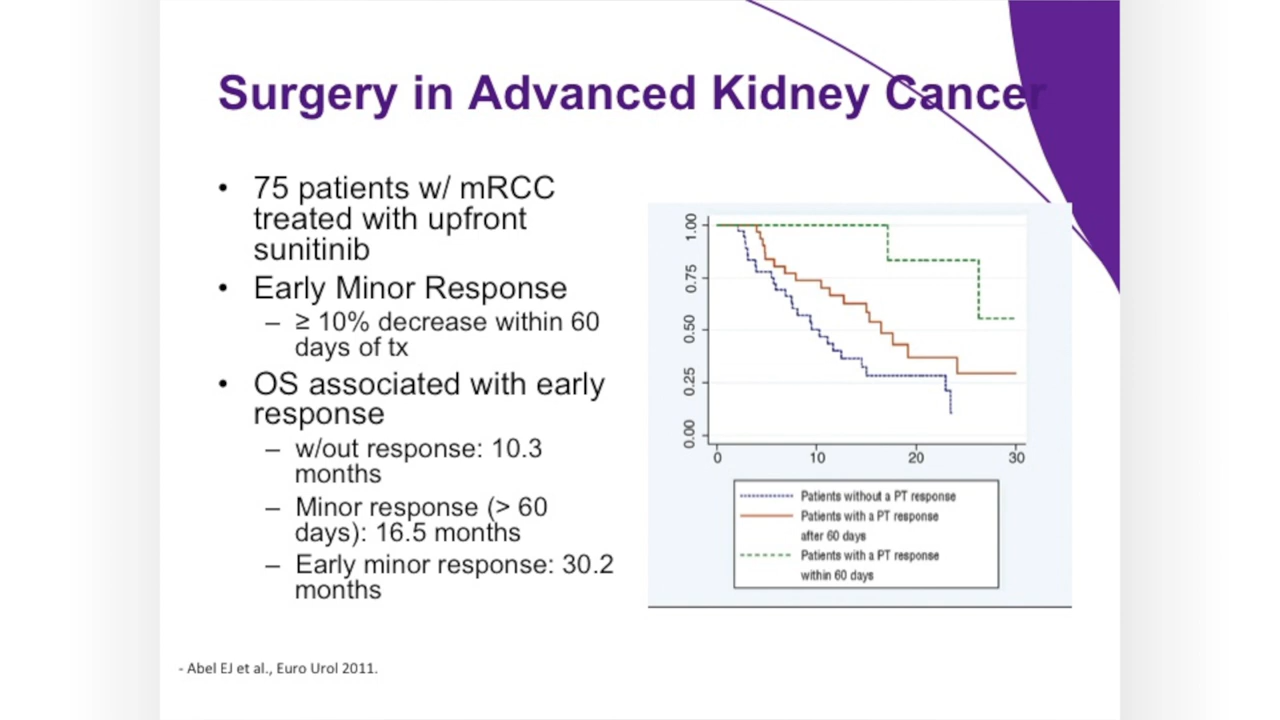 Surgery in Advanced Kidney Cancer
• 75 patients w/ mRCC
treated with upfront
sunitinib
• Early Minor Response
– ≥ 10% decrease within 60
days of tx
• OS associated with early
response
– w/out response: 10.3
months
– Minor response (> 60
days): 16.5 months
– Early minor response: 30.2
months
1.00
0.75
0.50
0.25
0.00
0 10 20 30
Patients without a PT response
Patients with a PT response
after 60 days
Patients with a PT response
within 60 days
- Abel EJ et al., Euro Urol 2011.